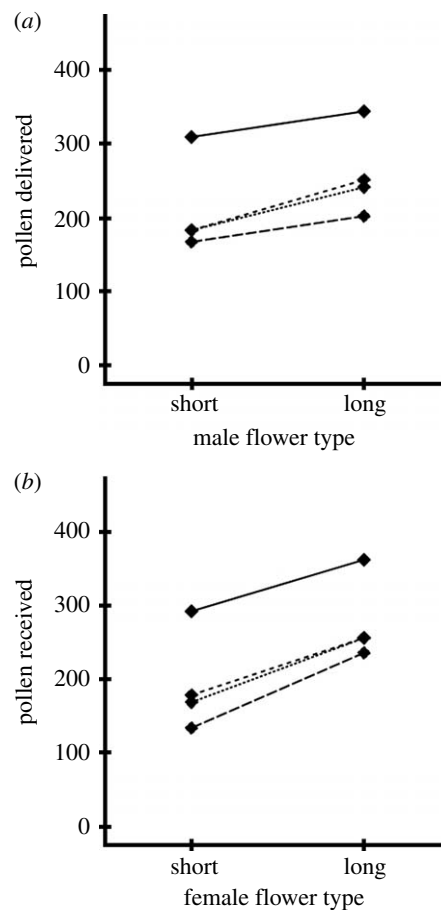 (a)
400
300
200
100
0
pollen delivered
short long
male flower type
(b)
400
300
200
100
0
pollen received
short long
female flower type